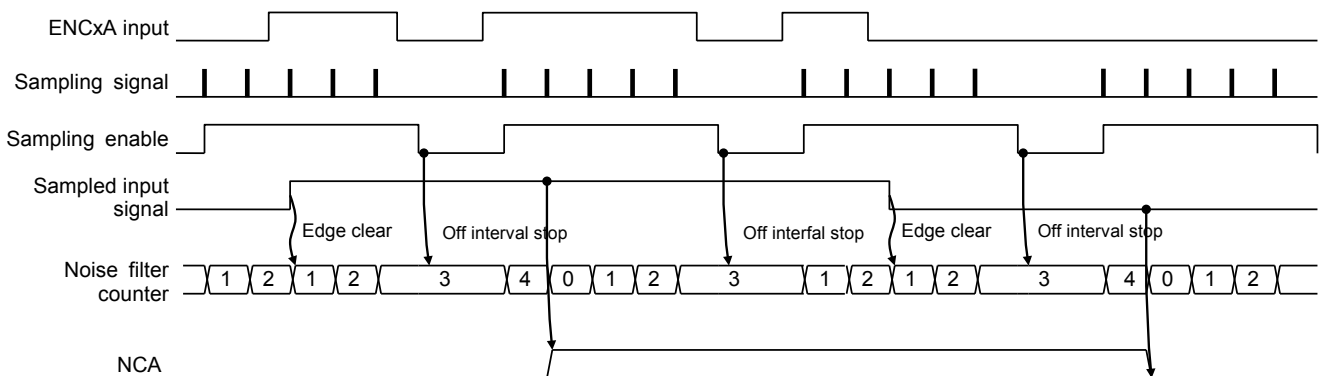 ENCxA input
Sampling signal
Sampling enable
Sampled input
signal
Edge clear Off interval stop Off interfal stop Edge clear Off interval stop
Noise filter
counter
1 2 1 2 3 4 0 1 2 3 1 2 1 2 3 4 0 1 2
NCA